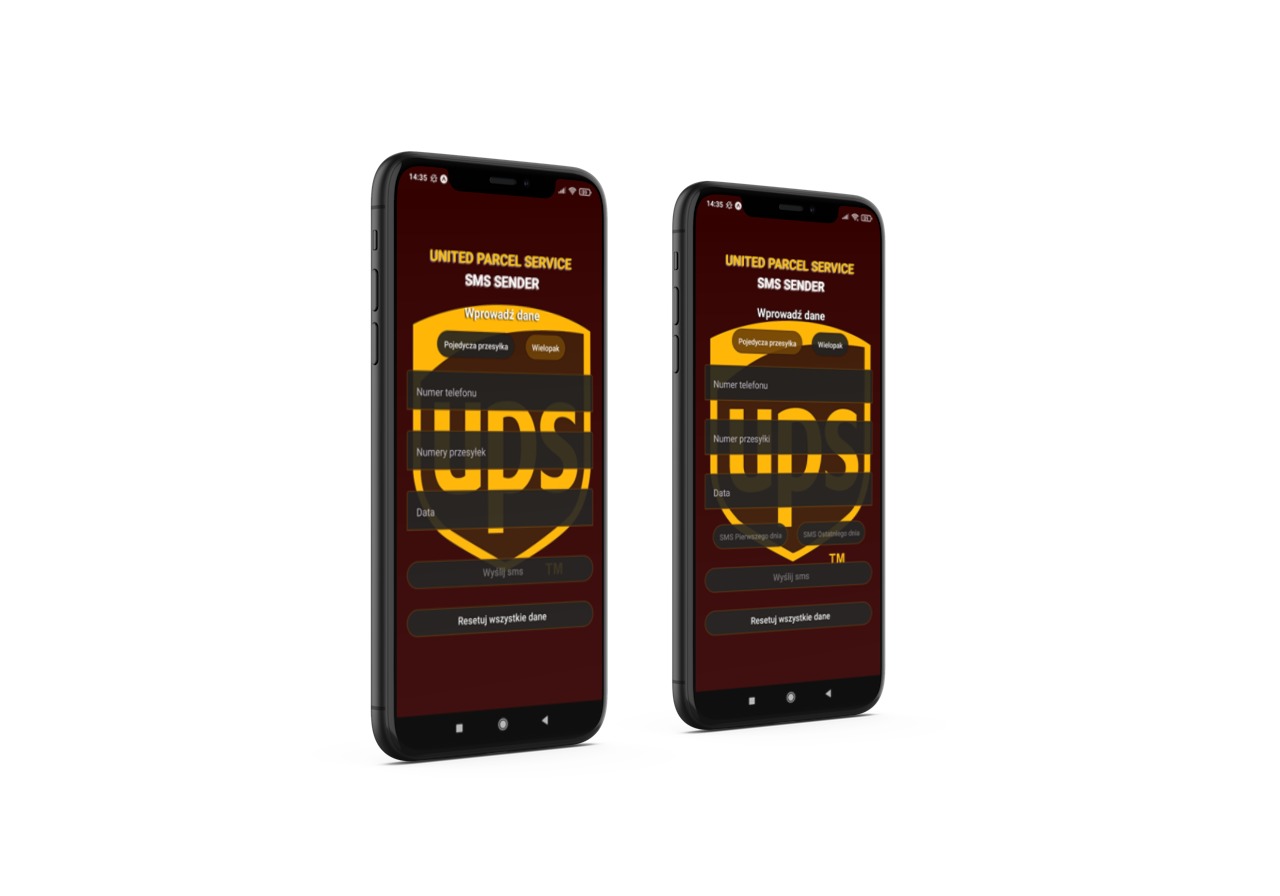 14:35
UNITED PARCEL SERVICE
SMS SENDER
Wprowadź dane
Pojedycza przesyłka
Wielopak
Numer telefonu
ups
Numery przesyłek
Data
Wyślij sms
TM
Resetuj wszystkie dane
14:35
UNITED PARCEL SERVICE
SMS SENDER
Wprowadź dane
Pojedycza przesyłka
Wielopak
Numer telefonu
ups
Numer przesyłki
Data
SMS Pierwszego dnia
SMS Ostatniego dnia
TM
Wyślij sms
Resetuj wszystkie dane